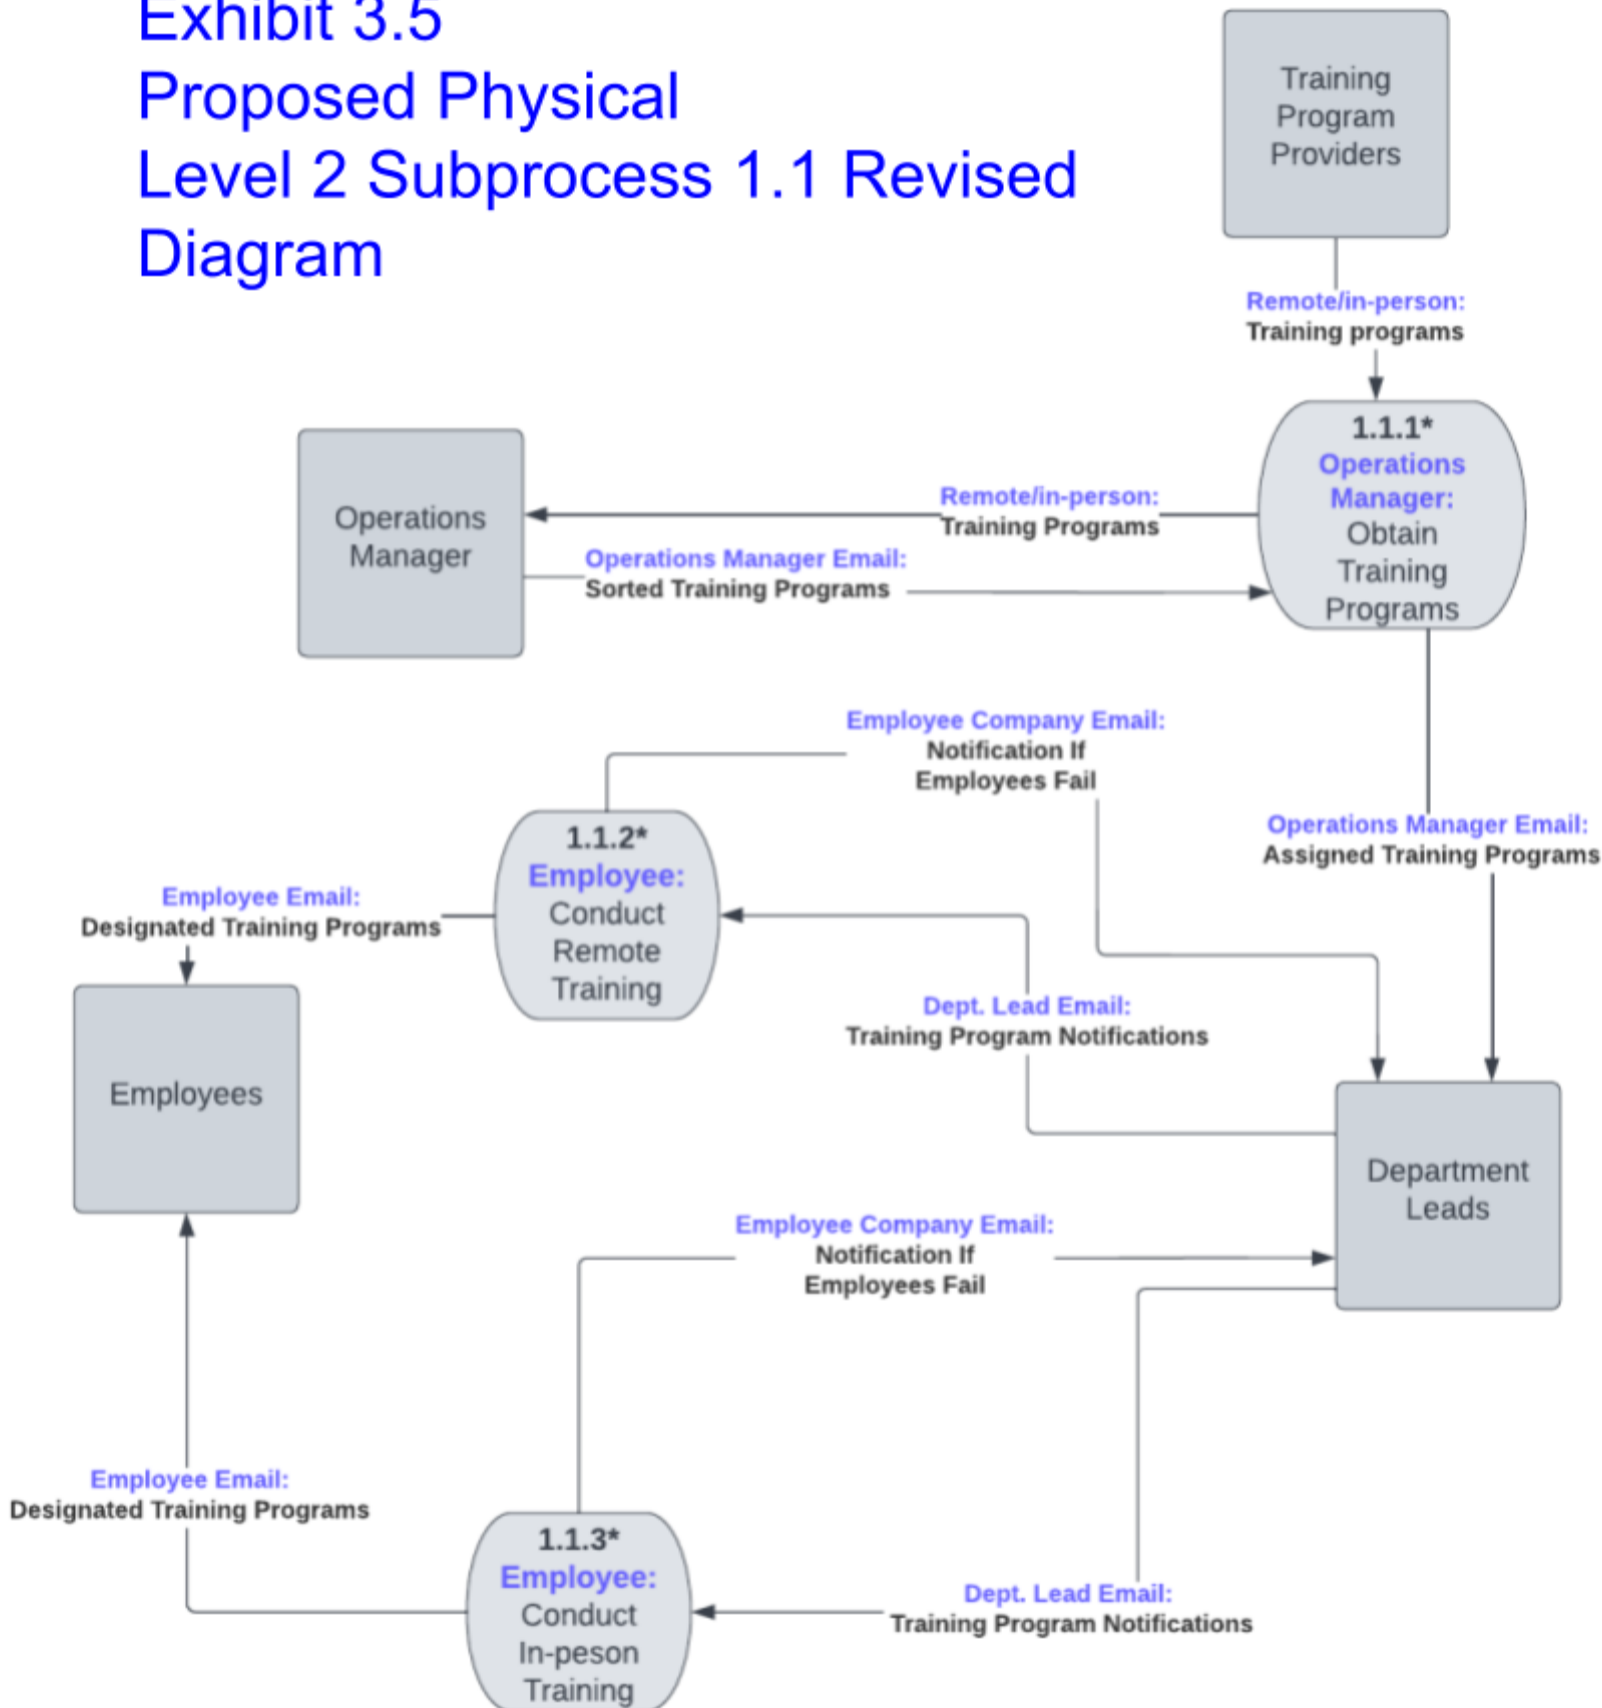 Exhibit 3.5
Proposed Physical
Level 2 Subprocess 1.1 Revised
Diagram
Training
Program
Providers
Remote/in-person:
Training programs
1.1.1*
Operations
Manager:
Obtain
Training
Programs
Operations
Manager
Remote/in-person:
Training Programs
Operations Manager Email:
Sorted Training Programs
Employee Company Email:
Notification If
Employees Fail
Operations Manager Email:
Assigned Training Programs
1.1.2*
Employee:
Conduct
Remote
Training
Employee Email:
Designated Training Programs
Employees
Dept. Lead Email:
Training Program Notifications
Department
Leads
Employee Company Email:
Notification If
Employees Fail
Employee Email:
Designated Training Programs
1.1.3*
Employee:
Conduct
In-peson
Training
Dept. Lead Email:
Training Program Notifications